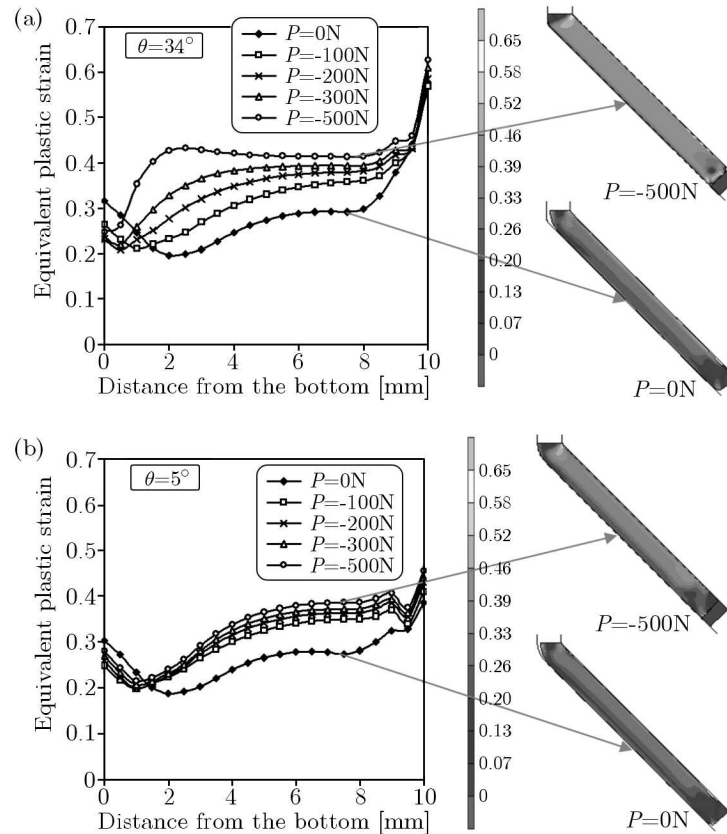 (a)
Equivalent plastic strain
0.7
0.6
0.5
0.4
0.3
0.2
0.1
0
θ=34°
P=0N
P=-100N
P=-200N
P=-300N
P=-500N
0 2 4 6 8 10
Distance from the bottom [mm]
0.65
0.58
0.52
0.46
0.39
0.33
0.26
0.20
0.13
0.07
0
P=-500N
P=0N
(b)
Equivalent plastic strain
0.7
0.6
0.5
0.4
0.3
0.2
0.1
0
θ=5°
P=0N
P=-100N
P=-200N
P=-300N
P=-500N
0 2 4 6 8 10
Distance from the bottom [mm]
0.65
0.58
0.52
0.46
0.39
0.33
0.26
0.20
0.13
0.07
0
P=-500N
P=0N